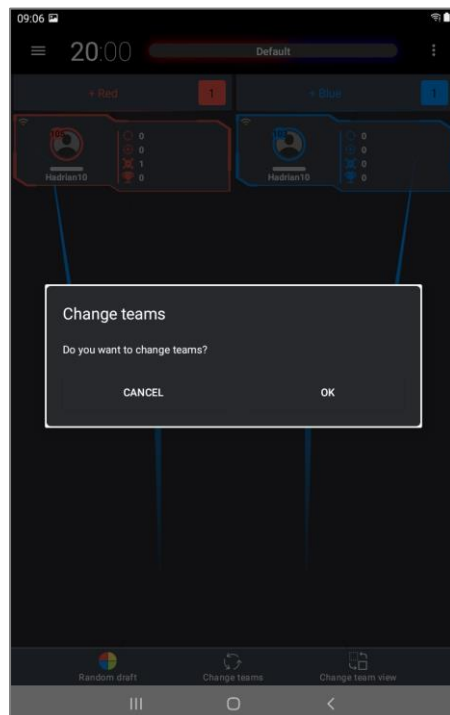 09:06
20:00
Default
+ Red
1
+ Blue
1
0
0
1
0
Hadrian10
0
0
0
0
Hadrian10
Change teams
Do you want to change teams?
CANCEL
OK
Random draft
Change teams
Change team view